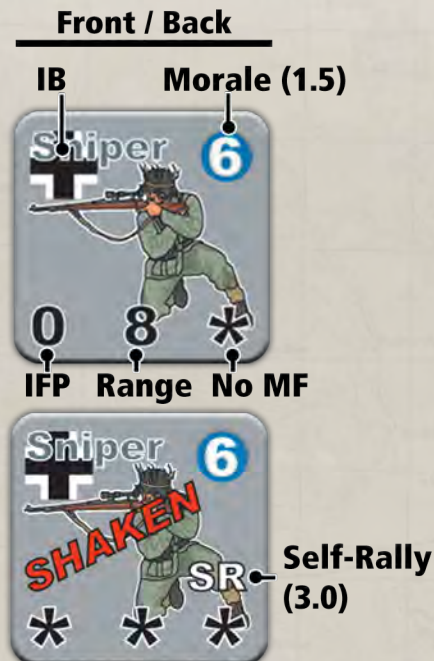 Front / Back
IB Morale (1.5)
Sniper 6
0 8 *
IFP Range No MF
Sniper 6
SHAKEN
SR Self-Rally
(3.0)
* * *